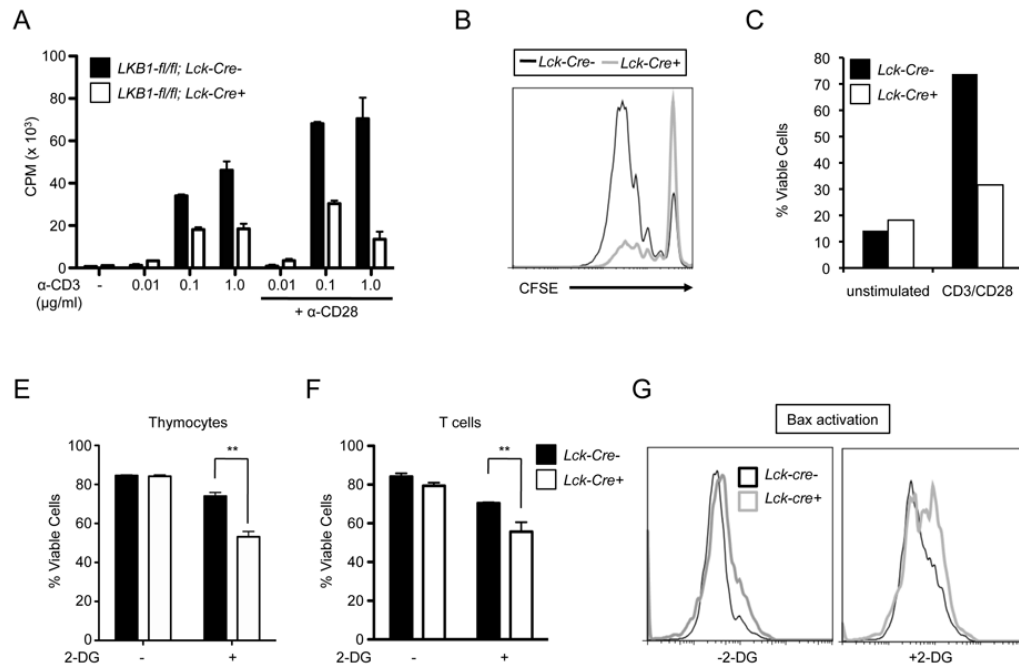 A
100
80
60
40
20
0
CPM (x 10³)
LKB1-fl/fl; Lck-Cre-
LKB1-fl/fl; Lck-Cre+
α-CD3
(µg/ml)
- 0.01 0.1 1.0 0.01 0.1 1.0
+ α-CD28
B
Lck-Cre- Lck-Cre+
CFSE
C
80
70
60
50
40
30
20
10
0
% Viable Cells
Lck-Cre-
Lck-Cre+
unstimulated CD3/CD28
E
Thymocytes
100
80
60
40
20
0
% Viable Cells
**
2-DG - +
F
T cells
100
80
60
40
20
0
% Viable Cells
**
Lck-Cre-
Lck-Cre+
2-DG - +
G
Bax activation
Lck-cre-
Lck-cre+
-2-DG +2-DG